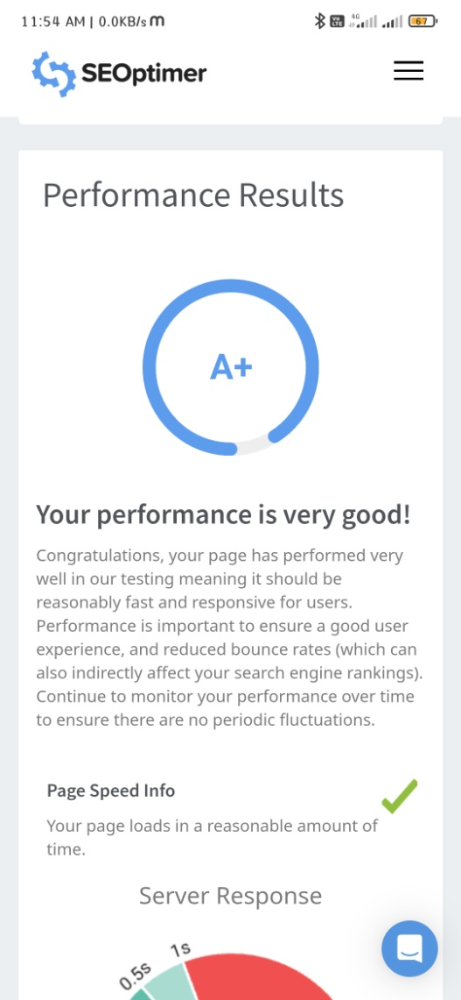 11:54 AM | 0.0KB/s m
Vo LTE 4G 67
SEOptimer
Performance Results
A+
Your performance is very good!
Congratulations, your page has performed very
well in our testing meaning it should be
reasonably fast and responsive for users.
Performance is important to ensure a good user
experience, and reduced bounce rates (which can
also indirectly affect your search engine rankings).
Continue to monitor your performance over time
to ensure there are no periodic fluctuations.
Page Speed Info
Your page loads in a reasonable amount of
time.
Server Response
0.5s
1s